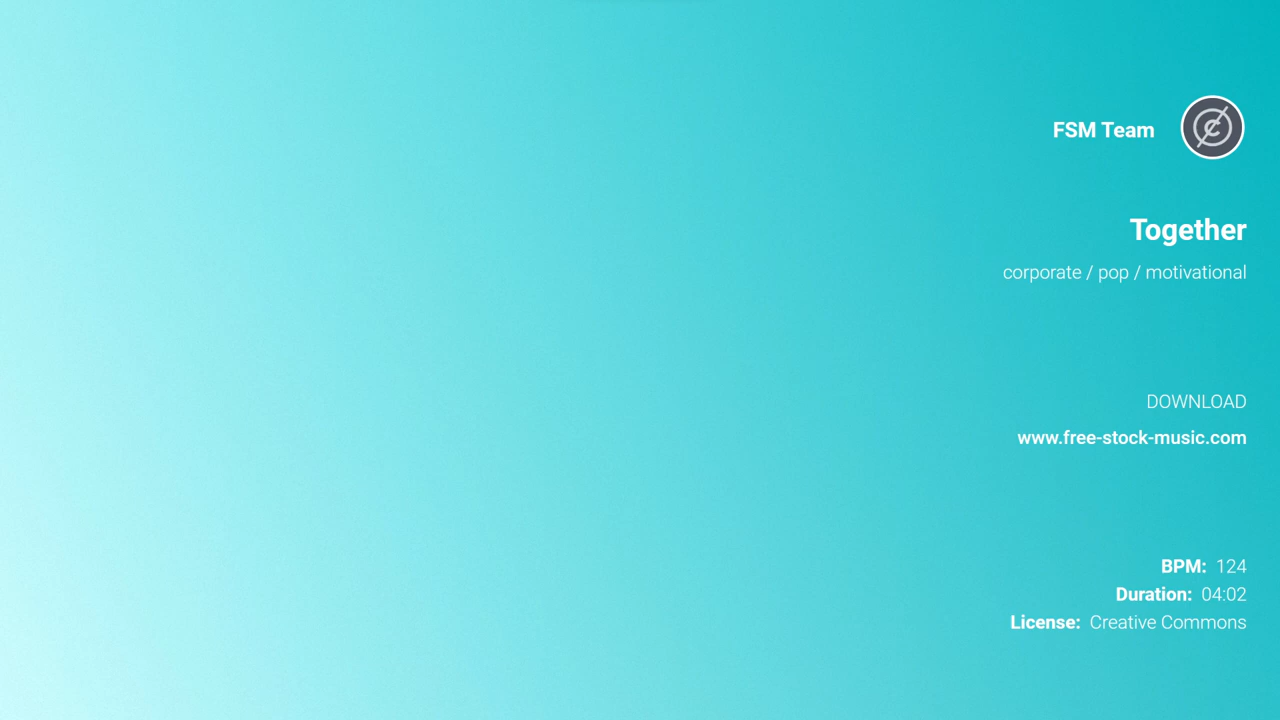 FSM Team
Together
corporate / pop / motivational
DOWNLOAD
www.free-stock-music.com
BPM: 124
Duration: 04:02
License: Creative Commons